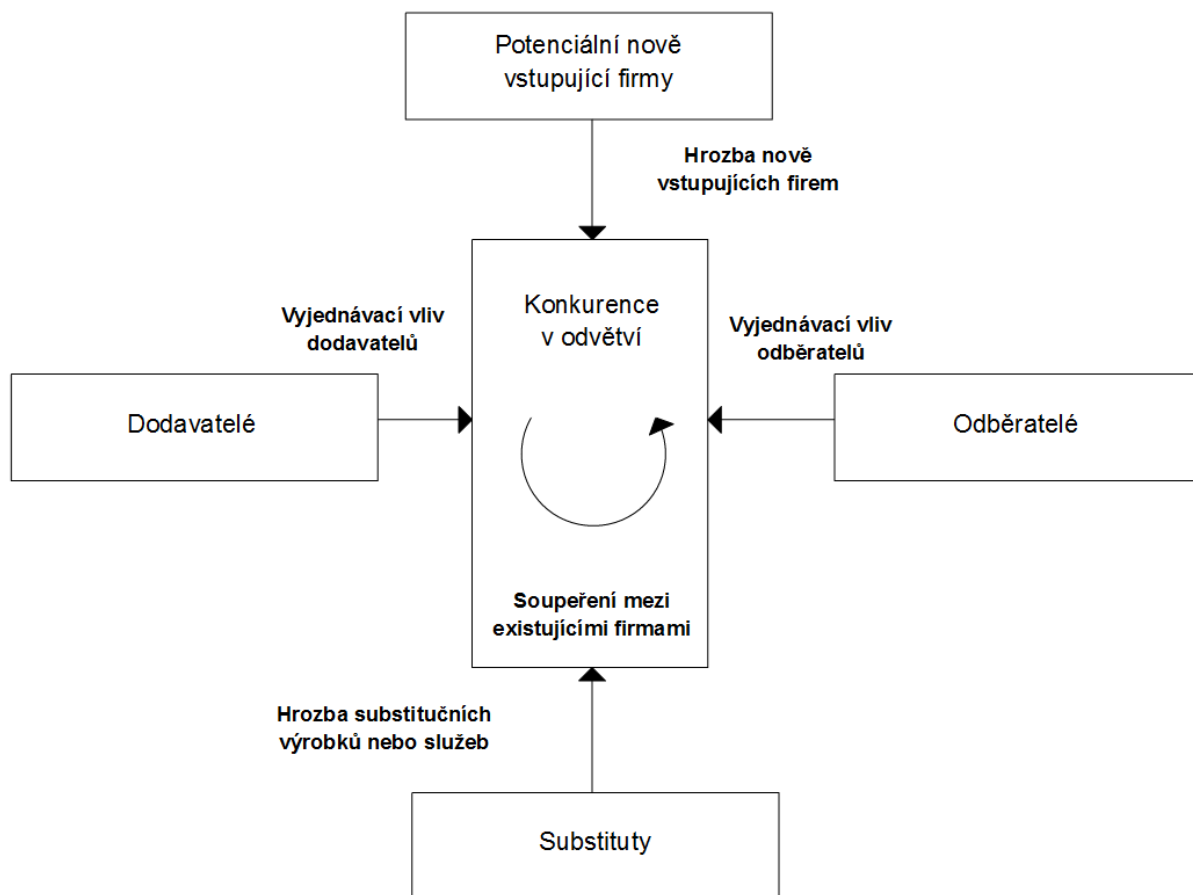 Potenciální nově
vstupující firmy
Hrozba nově
vstupujících firem
Konkurence
v odvětví
Vyjednávací vliv
dodavatelů
Vyjednávací vliv
odběratelů
Dodavatelé
Odběratelé
Soupeření mezi
existujícími firmami
Hrozba substitučních
výrobků nebo služeb
Substituty